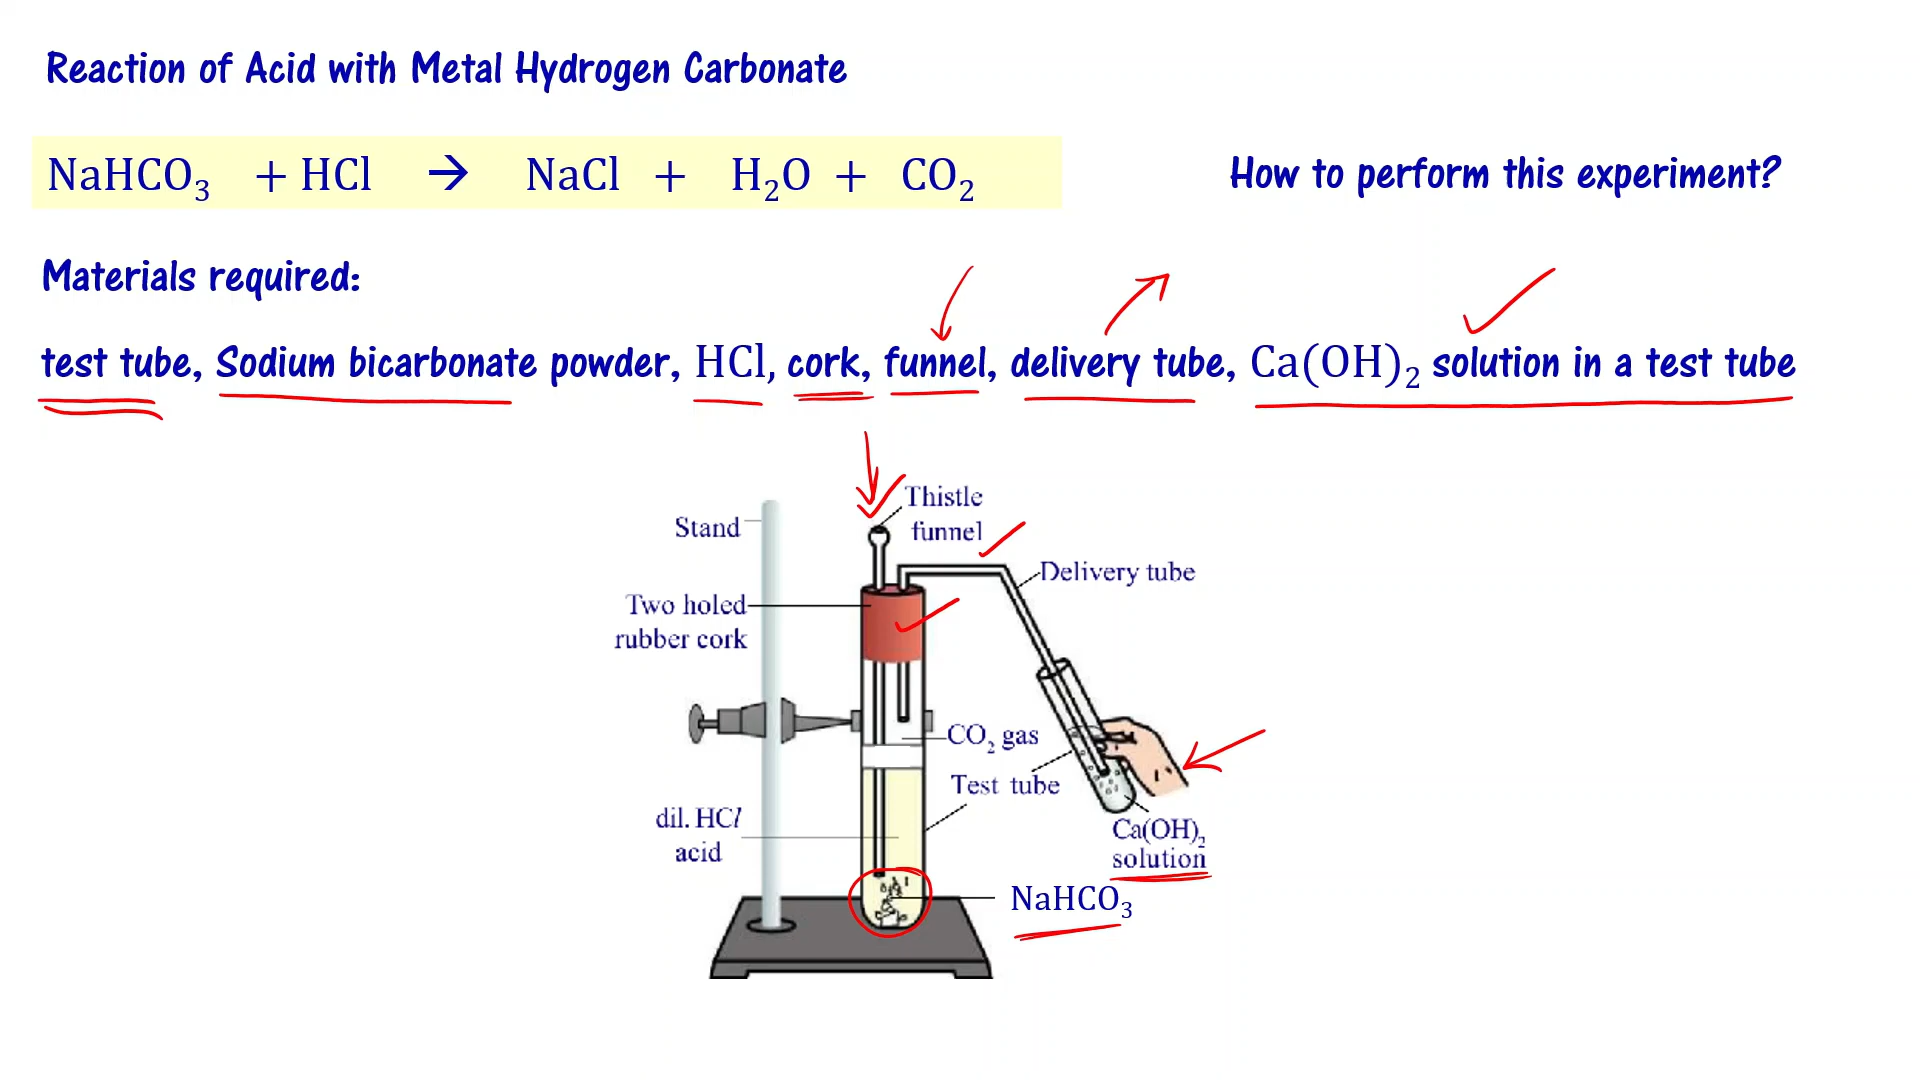 Reaction of Acid with Metal Hydrogen Carbonate
NaHCO₃ + HCl → NaCl + H₂O + CO₂
How to perform this experiment?
Materials required:
test tube, Sodium bicarbonate powder, HCl, cork, funnel, delivery tube, Ca(OH)₂ solution in a test tube
Thistle
funnel
Stand
Delivery tube
Two holed
rubber cork
CO₂ gas
Test tube
dil. HCl
acid
Ca(OH)₂
solution
NaHCO₃